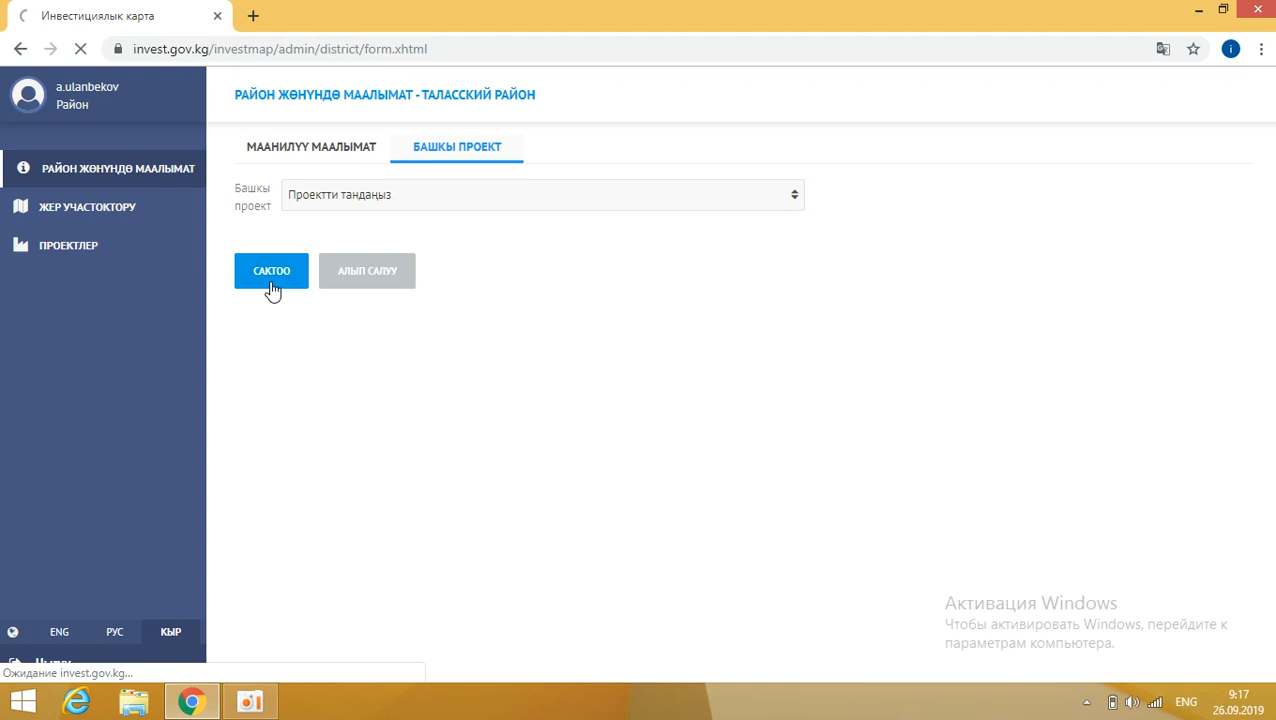 Инвестициялык карта
invest.gov.kg/investmap/admin/district/form.xhtml
i
a.ulanbekov
Район
РАЙОН ЖӨНҮНДӨ МААЛЫМАТ - ТАЛАССКИЙ РАЙОН
МААНИЛҮҮ МААЛЫМАТ
БАШКЫ ПРОЕКТ
РАЙОН ЖӨНҮНДӨ МААЛЫМАТ
ЖЕР УЧАСТОКТОРУ
ПРОЕКТЛЕР
Башкы
проект
Проектти тандаңыз
САКТОО
АЛЫП САЛУУ
Активация Windows
Чтобы активировать Windows, перейдите к
параметрам компьютера.
ENG
РУС
КЫР
Ожидание invest.gov.kg...
ENG
9:17
26.09.2019